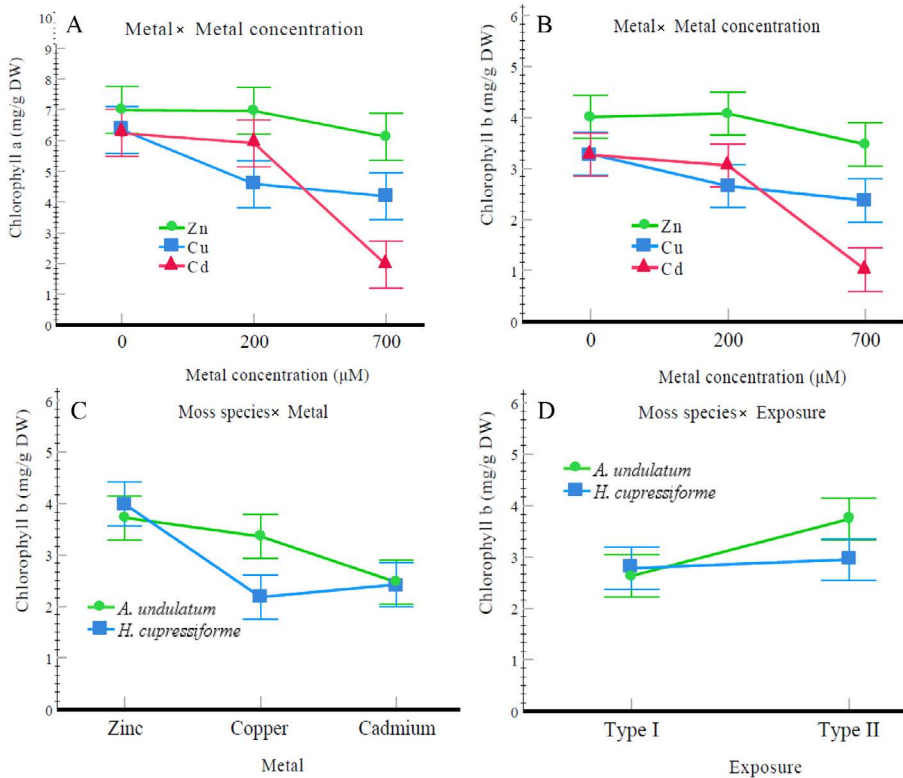 A
Metal× Metal concentration
10
9
8
7
6
5
4
3
2
1
0
Chlorophyll a (mg/g DW)
Zn
Cu
Cd
0 200 700
Metal concentration (μM)
B
Metal× Metal concentration
6
5
4
3
2
1
0
Chlorophyll b (mg/g DW)
Zn
Cu
Cd
0 200 700
Metal concentration (μM)
C
Moss species× Metal
6
5
4
3
2
1
0
Chlorophyll b (mg/g DW)
A. undulatum
H. cupressiforme
Zinc Copper Cadmium
Metal
D
Moss species× Exposure
6
5
4
3
2
1
0
Chlorophyll b (mg/g DW)
A. undulatum
H. cupressiforme
Type I Type II
Exposure